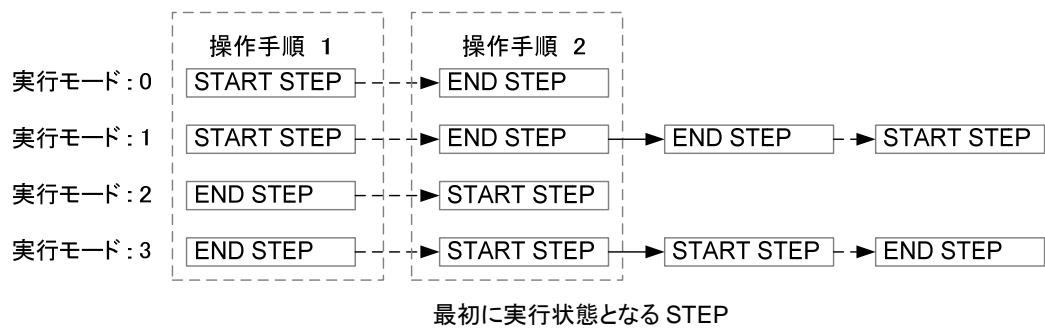 操作手順 1 操作手順 2
実行モード：0 START STEP END STEP
実行モード：1 START STEP END STEP END STEP START STEP
実行モード：2 END STEP START STEP
実行モード：3 END STEP START STEP START STEP END STEP
最初に実行状態となる STEP